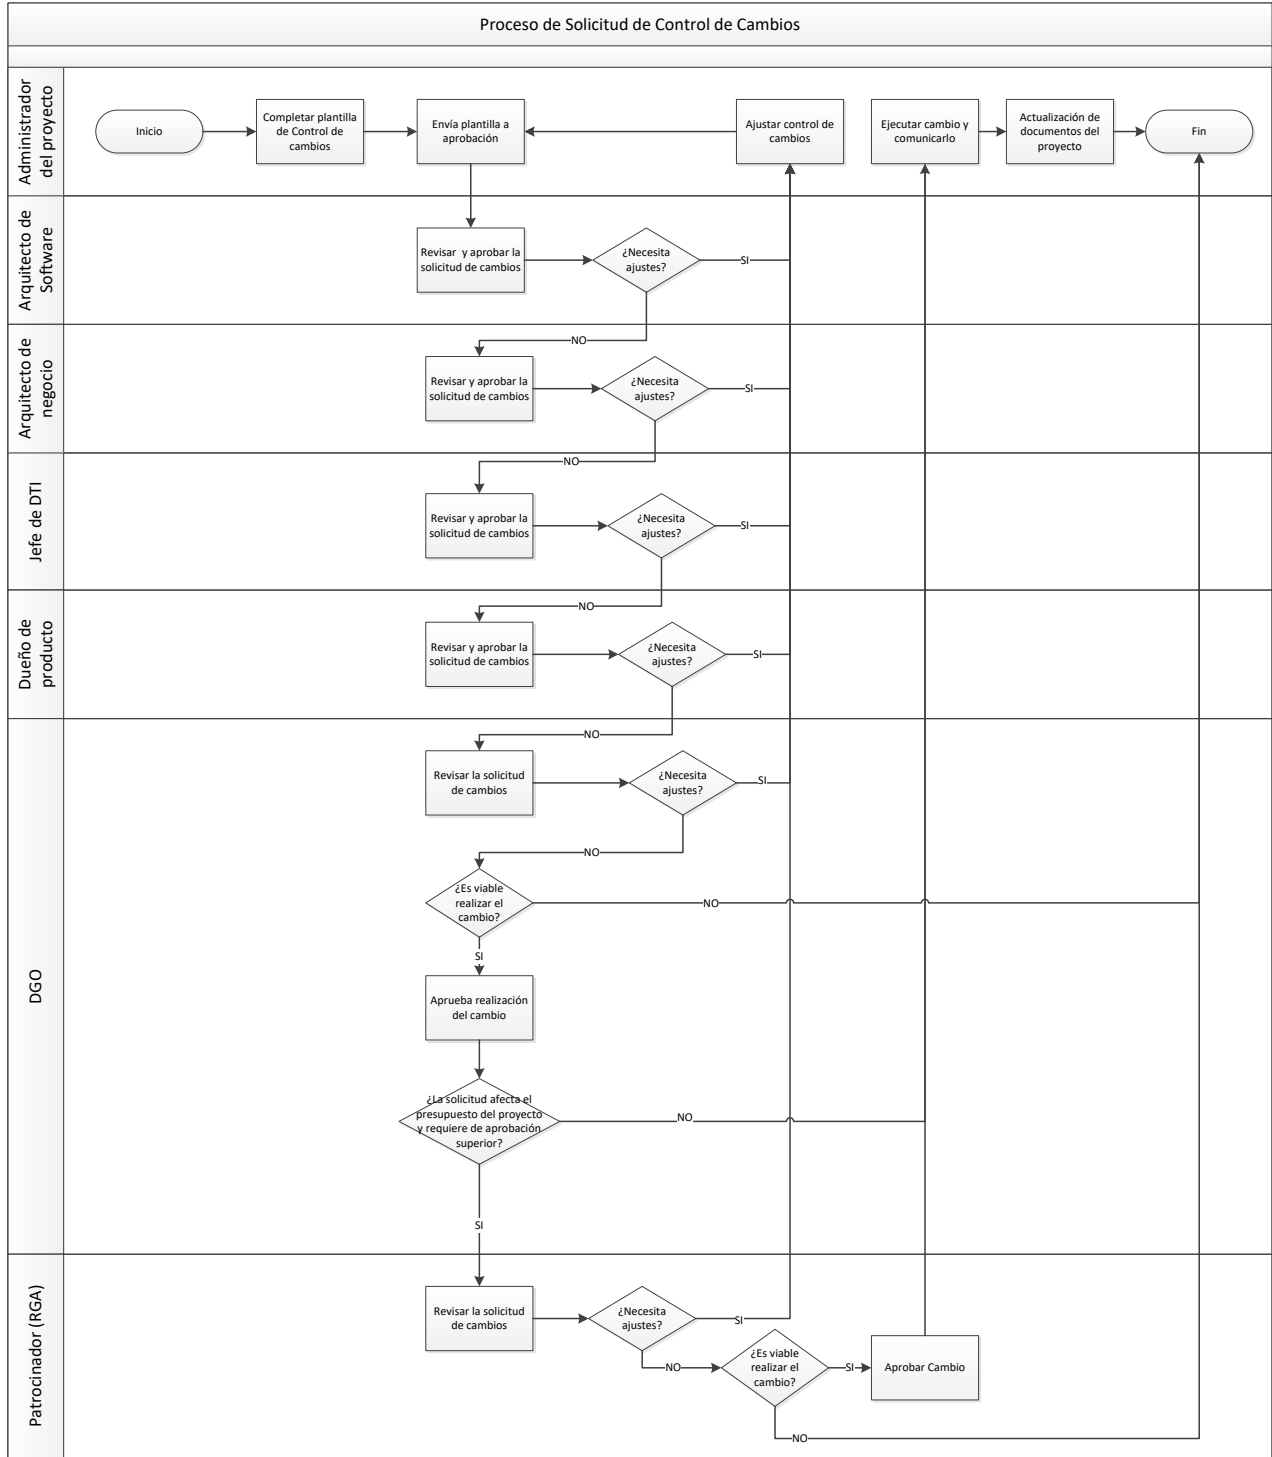 Proceso de Solicitud de Control de Cambios
Administrador
del proyecto
Inicio
Completar plantilla
de Control de
cambios
Envía plantilla a
aprobación
Ajustar control de
cambios
Ejecutar cambio y
comunicarlo
Actualización de
documentos del
proyecto
Fin
Arquitecto de
Software
Revisar y aprobar la
solicitud de cambios
¿Necesita
ajustes?
SI
NO
Arquitecto de
negocio
Revisar y aprobar la
solicitud de cambios
¿Necesita
ajustes?
SI
NO
Jefe de DTI
Revisar y aprobar la
solicitud de cambios
¿Necesita
ajustes?
SI
NO
Dueño de
producto
Revisar y aprobar la
solicitud de cambios
¿Necesita
ajustes?
SI
NO
DGO
Revisar la solicitud
de cambios
¿Necesita
ajustes?
SI
NO
¿Es viable
realizar el
cambio?
NO
SI
Aprueba realización
del cambio
¿La solicitud afecta el
presupuesto del proyecto
y requiere de aprobación
superior?
NO
SI
Patrocinador (RGA)
Revisar la solicitud
de cambios
¿Necesita
ajustes?
SI
NO
¿Es viable
realizar el
cambio?
SI
Aprobar Cambio
NO